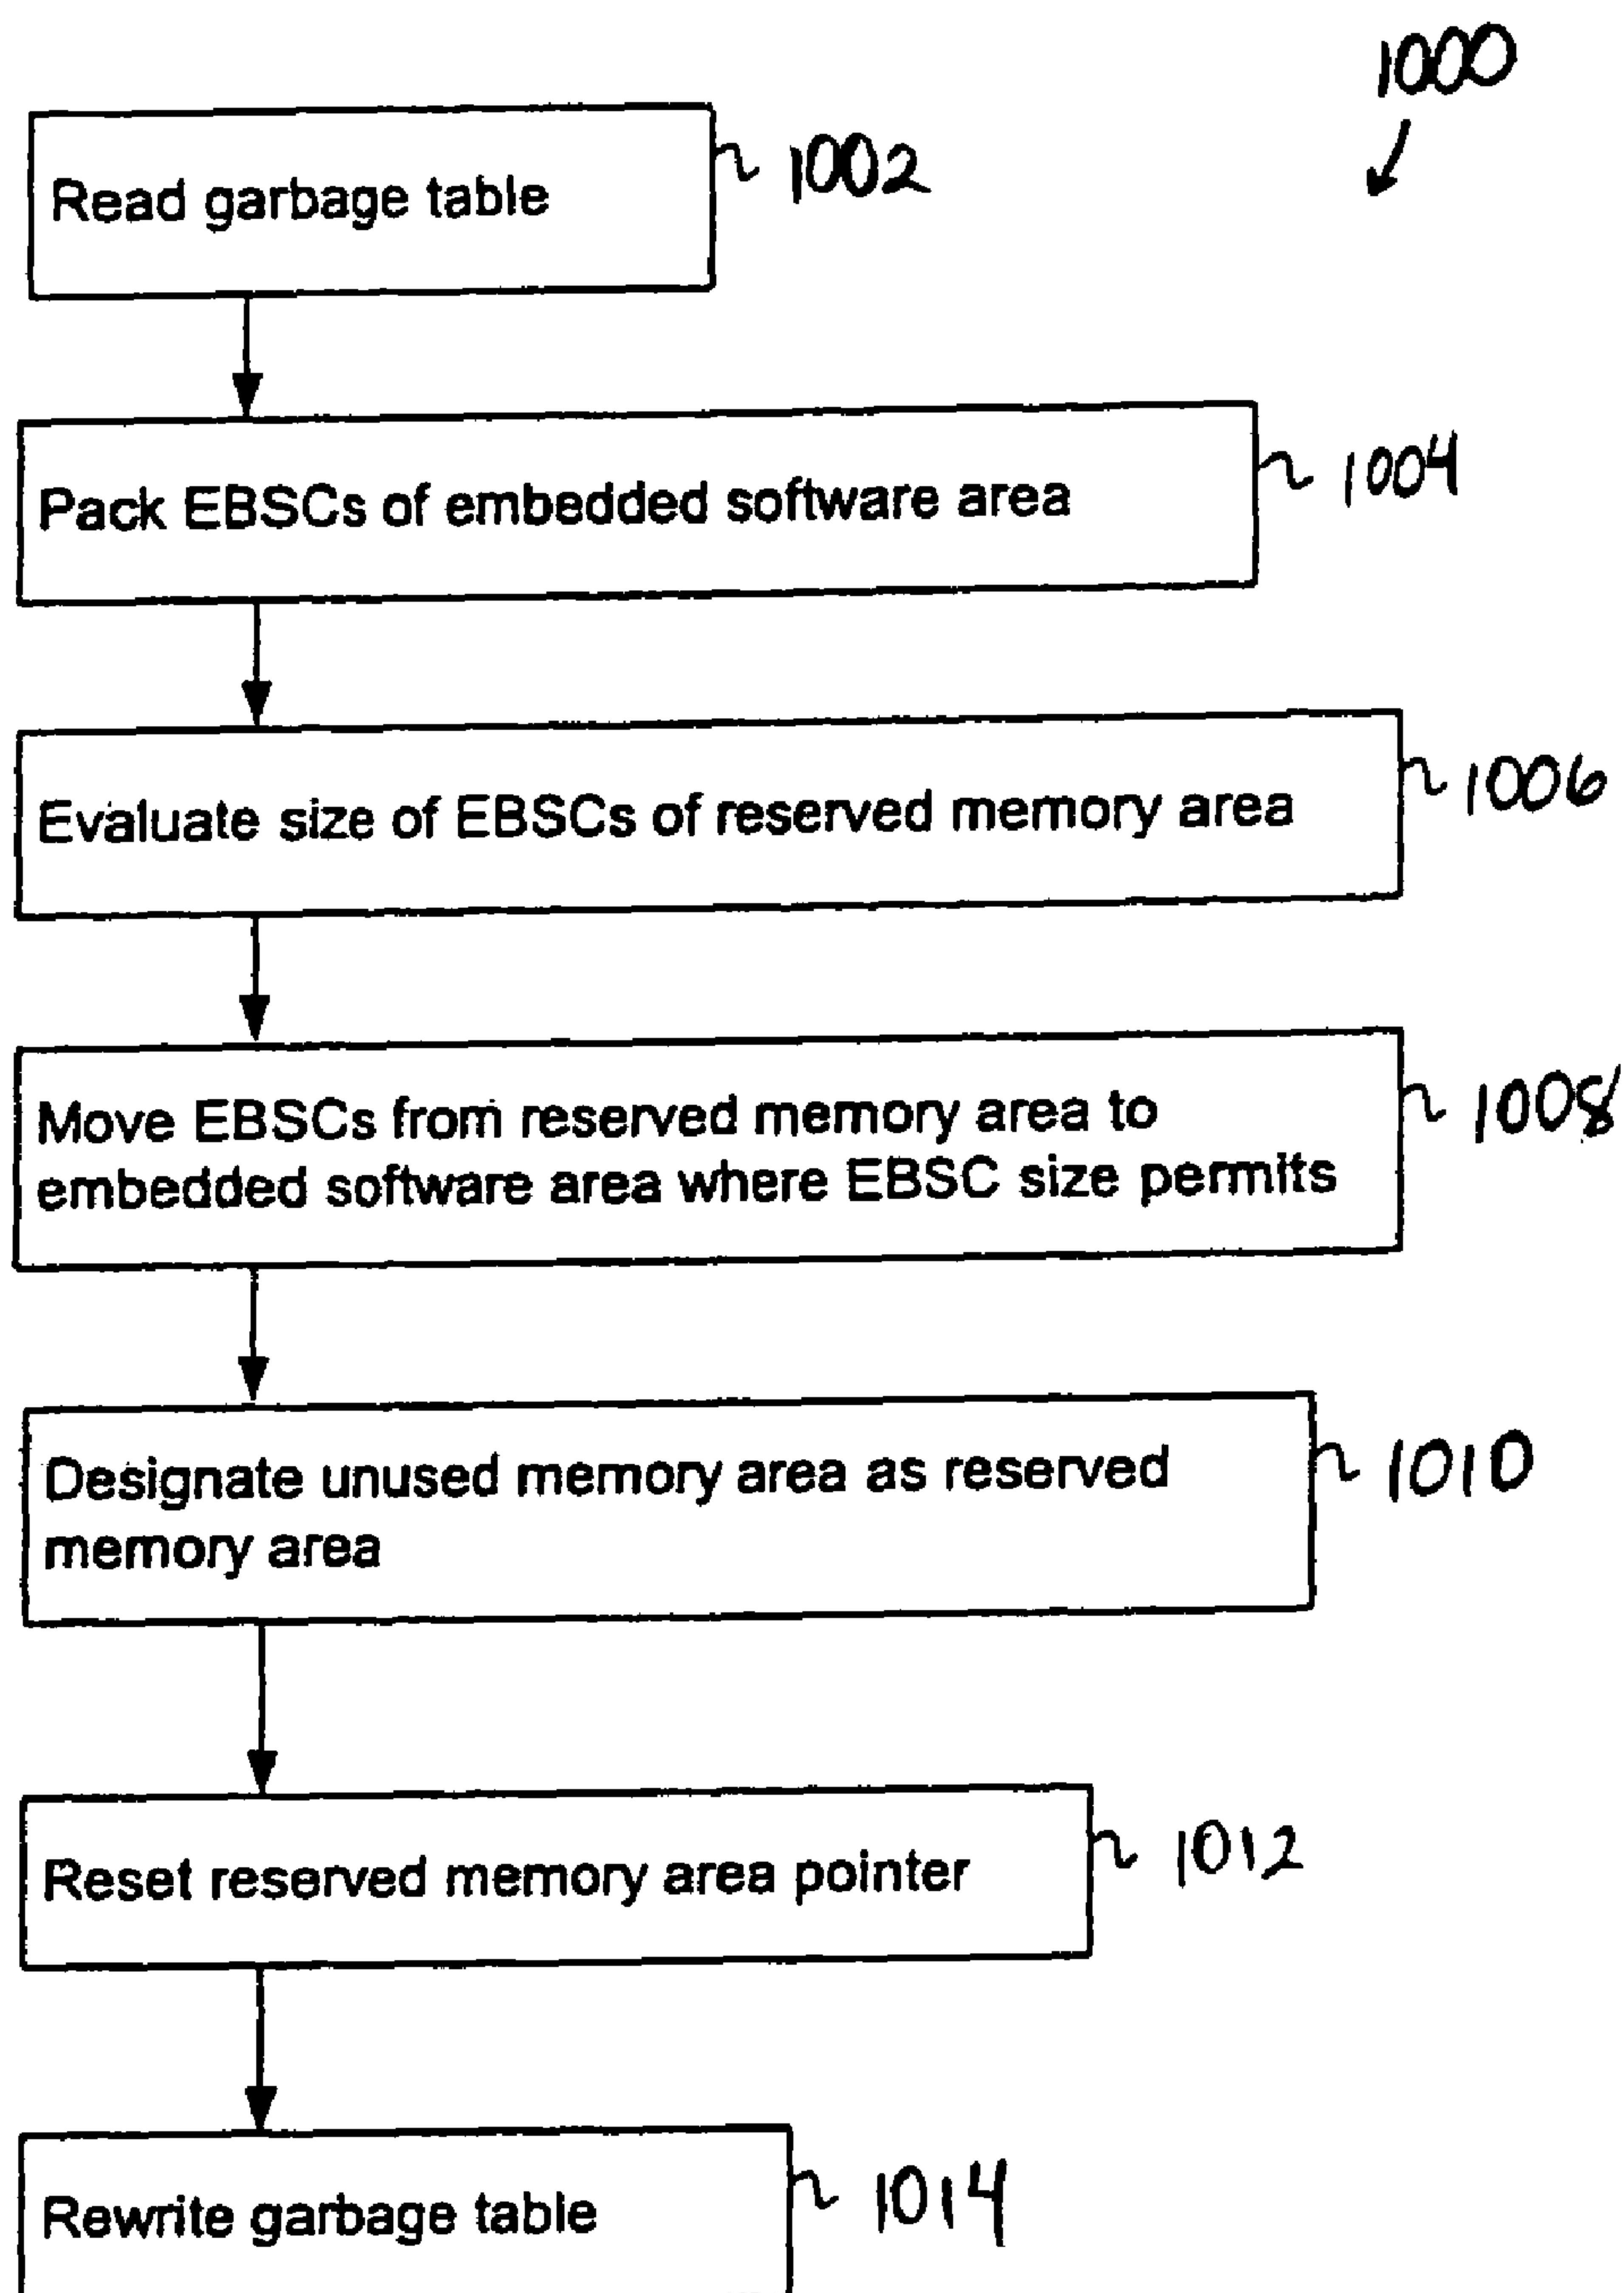 1000
Read garbage table
1002
Pack EBSCs of embedded software area
1004
Evaluate size of EBSCs of reserved memory area
1006
Move EBSCs from reserved memory area to
embedded software area where EBSC size permits
1008
Designate unused memory area as reserved
memory area
1010
Reset reserved memory area pointer
1012
Rewrite garbage table
1014